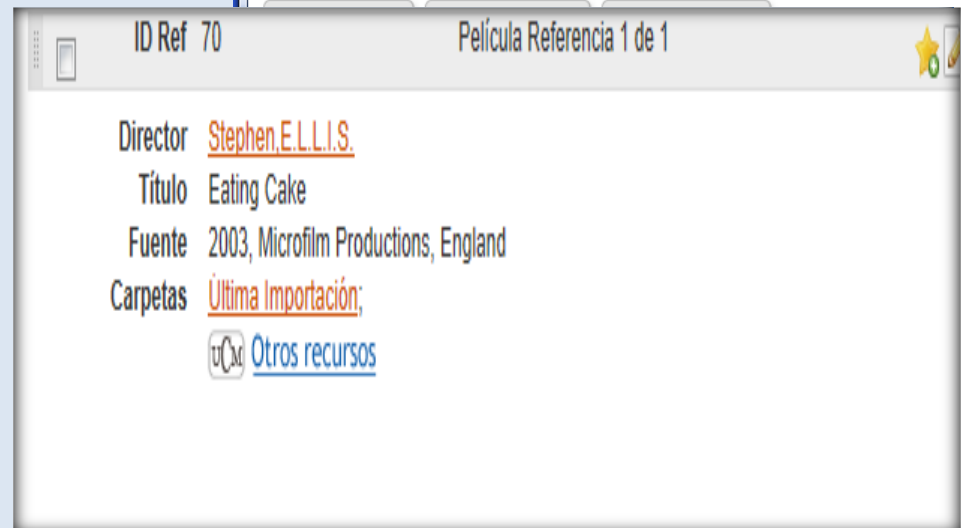 ID Ref 70 Película Referencia 1 de 1
Director Stephen,E.L.L.I.S.
Título Eating Cake
Fuente 2003, Microfilm Productions, England
Carpetas Última Importación;
UCM Otros recursos